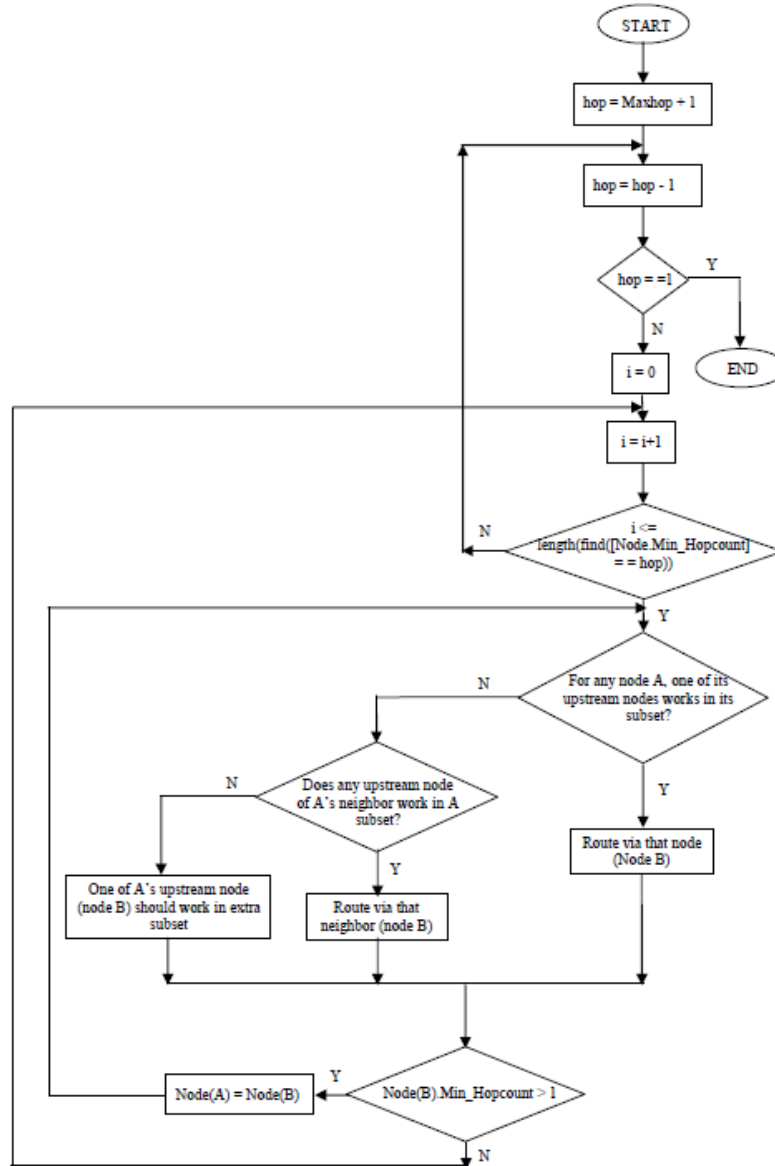 START
hop = Maxhop + 1
hop = hop - 1
hop = =1
Y
N
END
i = 0
i = i+1
i <=
length(find([Node.Min_Hopcount]
= = hop))
N
Y
For any node A, one of its
upstream nodes works in its
subset?
N
Does any upstream node
of A's neighbor work in A
subset?
N
Y
Y
Route via that node
(Node B)
One of A's upstream node
(node B) should work in extra
subset
Route via that
neighbor (node B)
Node(A) = Node(B)
Y
Node(B).Min_Hopcount > 1
N